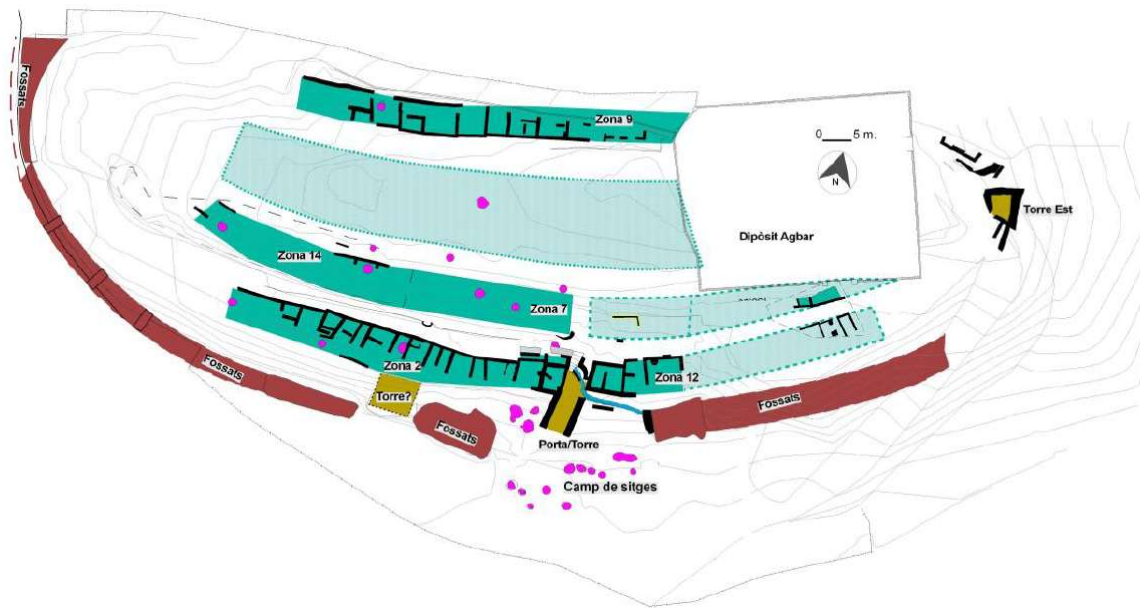 Fossats
Zona 9
0 5 m.
N
Torre Est
Dipòsit Agbar
Zona 14
Zona 7
Zona 2
Zona 12
Fossats
Torre?
Fossats
Fossats
Porta/Torre
Camp de sitges